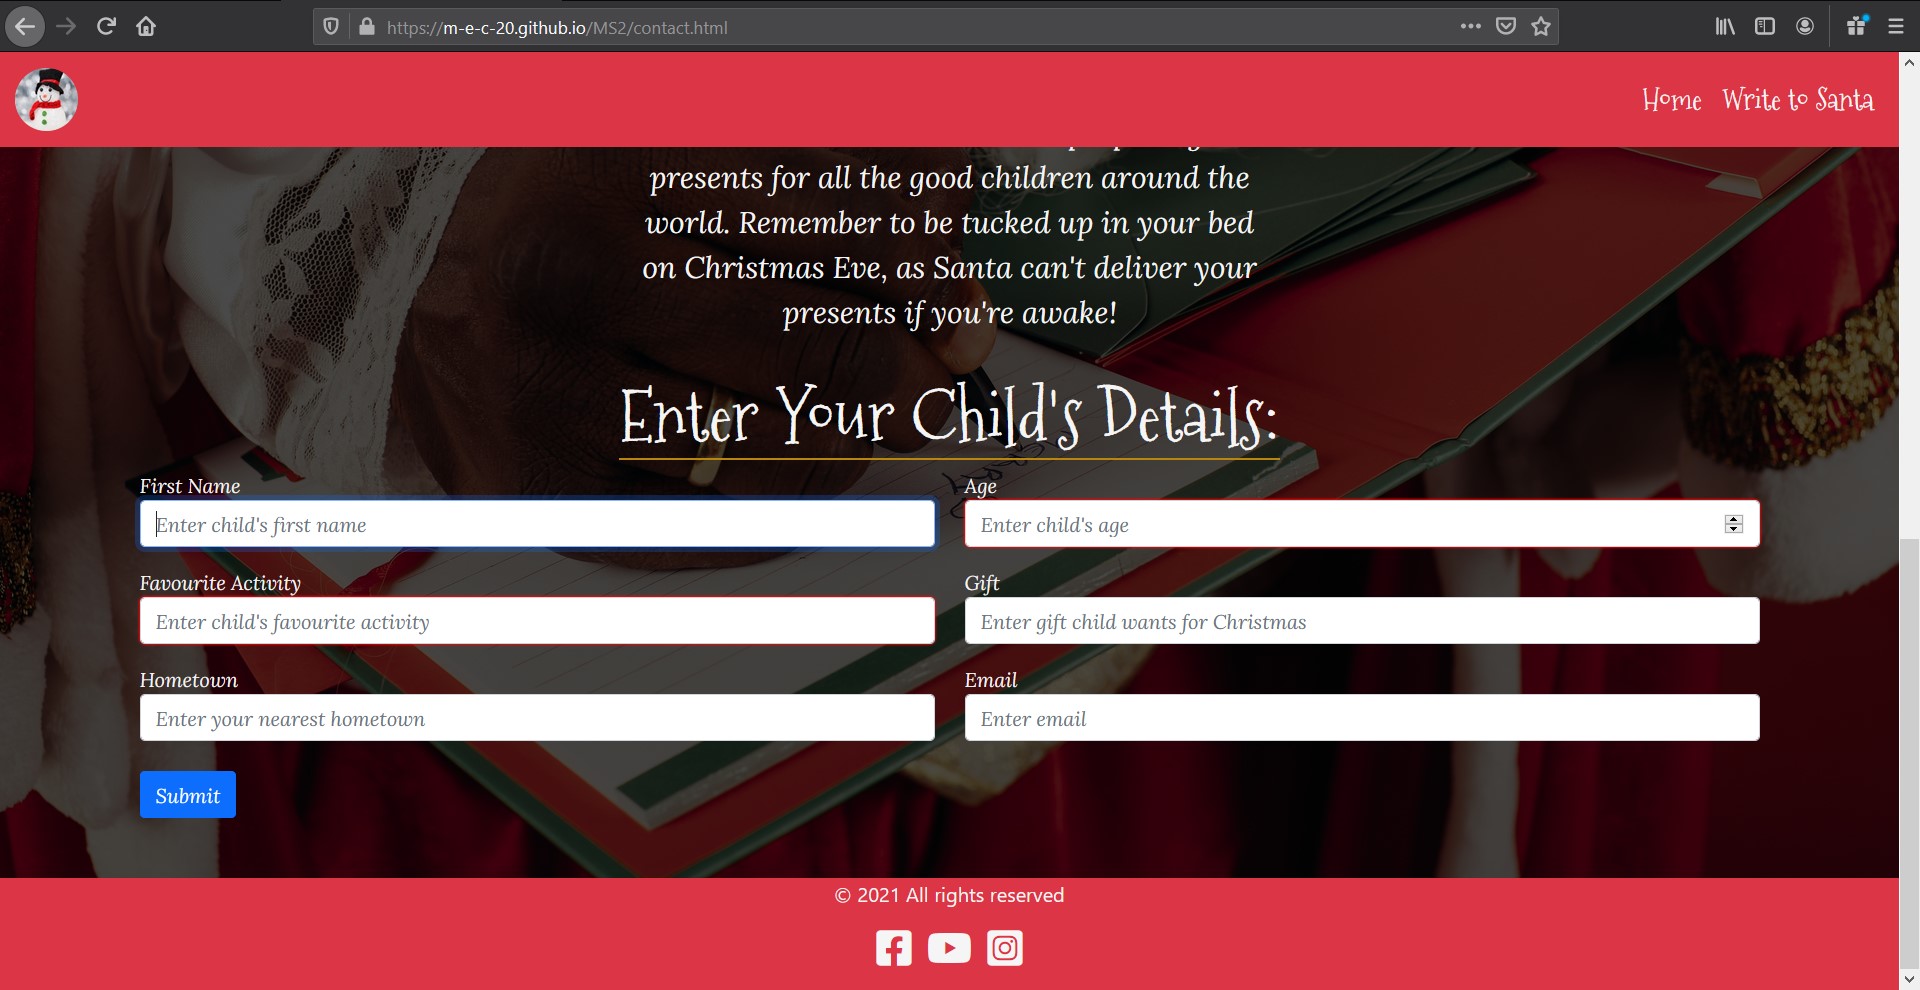 https://m-e-c-20.github.io/MS2/contact.html
Home Write to Santa
presents for all the good children around the
world. Remember to be tucked up in your bed
on Christmas Eve, as Santa can't deliver your
presents if you're awake!
Enter Your Child's Details:
First Name Age
Enter child's first name Enter child's age
Favourite Activity Gift
Enter child's favourite activity Enter gift child wants for Christmas
Hometown Email
Enter your nearest hometown Enter email
Submit
© 2021 All rights reserved